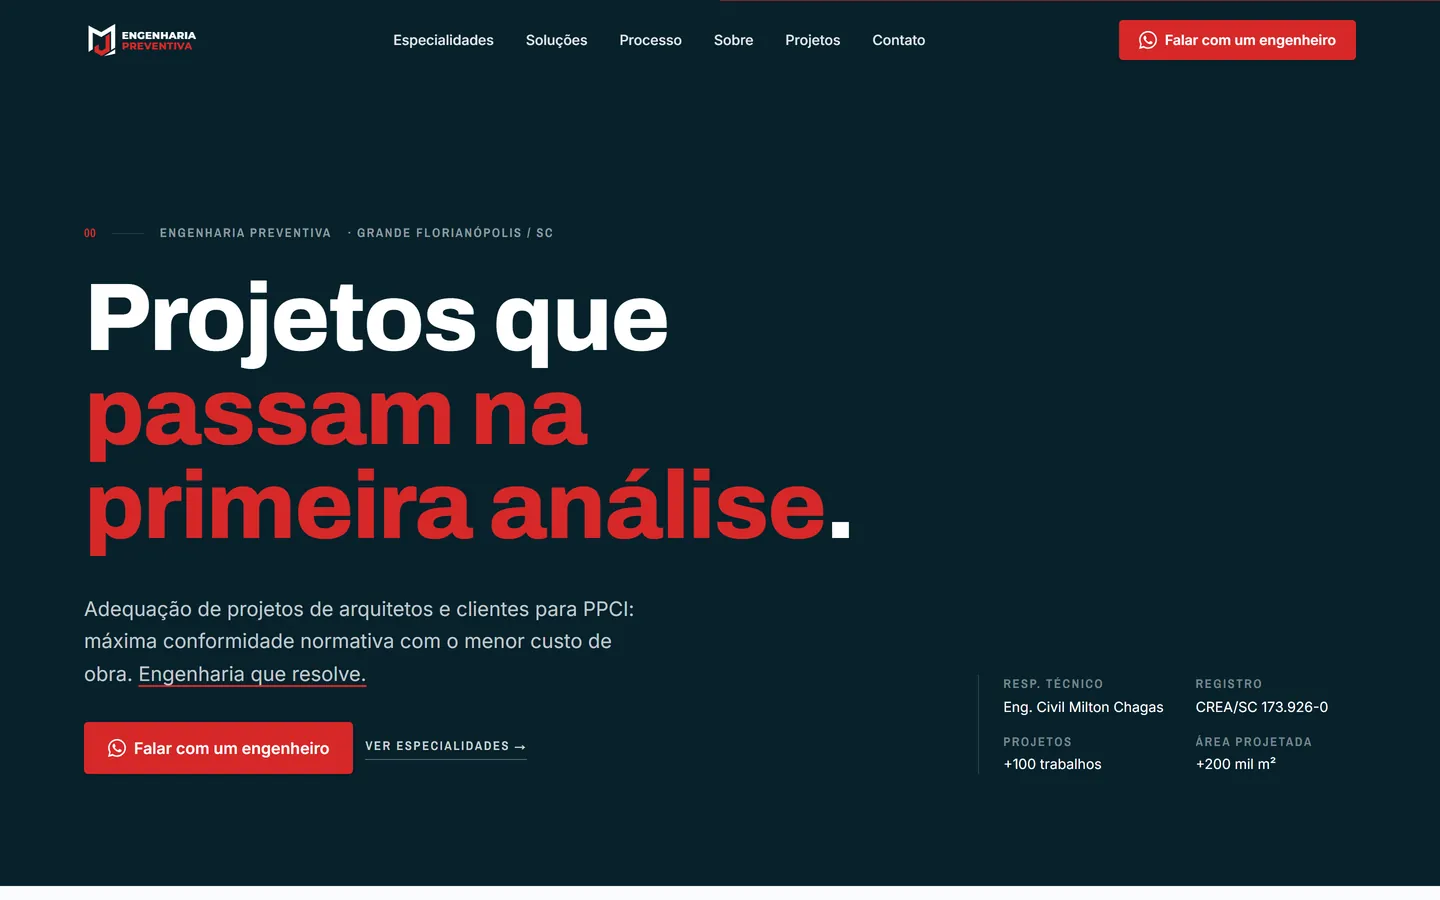 ENGENHARIA
PREVENTIVA
Especialidades
Soluções
Processo
Sobre
Projetos
Contato
Falar com um engenheiro
00
ENGENHARIA PREVENTIVA · GRANDE FLORIANÓPOLIS / SC
Projetos que
passam na
primeira análise.
Adequação de projetos de arquitetos e clientes para PPCI:
máxima conformidade normativa com o menor custo de
obra. Engenharia que resolve.
Falar com um engenheiro
VER ESPECIALIDADES →
RESP. TÉCNICO
Eng. Civil Milton Chagas
REGISTRO
CREA/SC 173.926-0
PROJETOS
+100 trabalhos
ÁREA PROJETADA
+200 mil m²